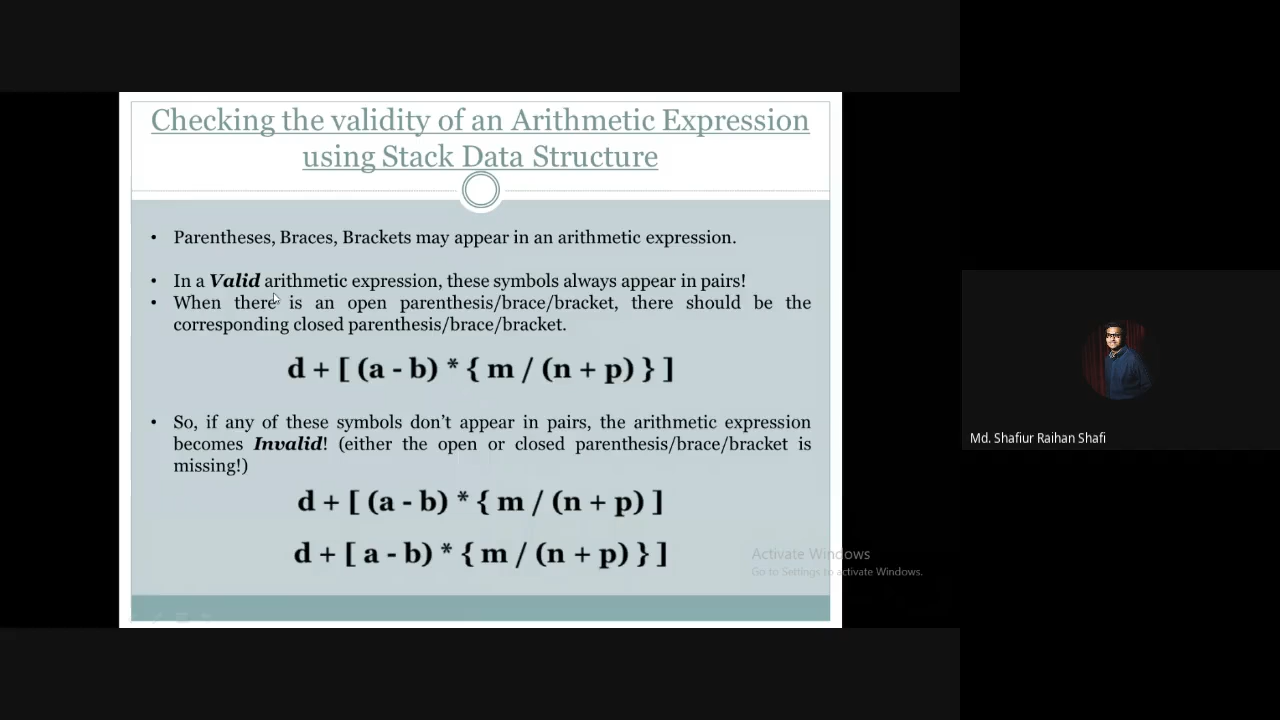 Checking the validity of an Arithmetic Expression
using Stack Data Structure
• Parentheses, Braces, Brackets may appear in an arithmetic expression.
• In a Valid arithmetic expression, these symbols always appear in pairs!
• When there is an open parenthesis/brace/bracket, there should be the
corresponding closed parenthesis/brace/bracket.
d + [ (a - b) * { m / (n + p) } ]
• So, if any of these symbols don't appear in pairs, the arithmetic expression
becomes Invalid! (either the open or closed parenthesis/brace/bracket is
missing!)
d + [ (a - b) * { m / (n + p) ]
d + [ a - b) * { m / (n + p) } ]
Activate Windows
Go to Settings to activate Windows.
Md. Shafiur Raihan Shafi